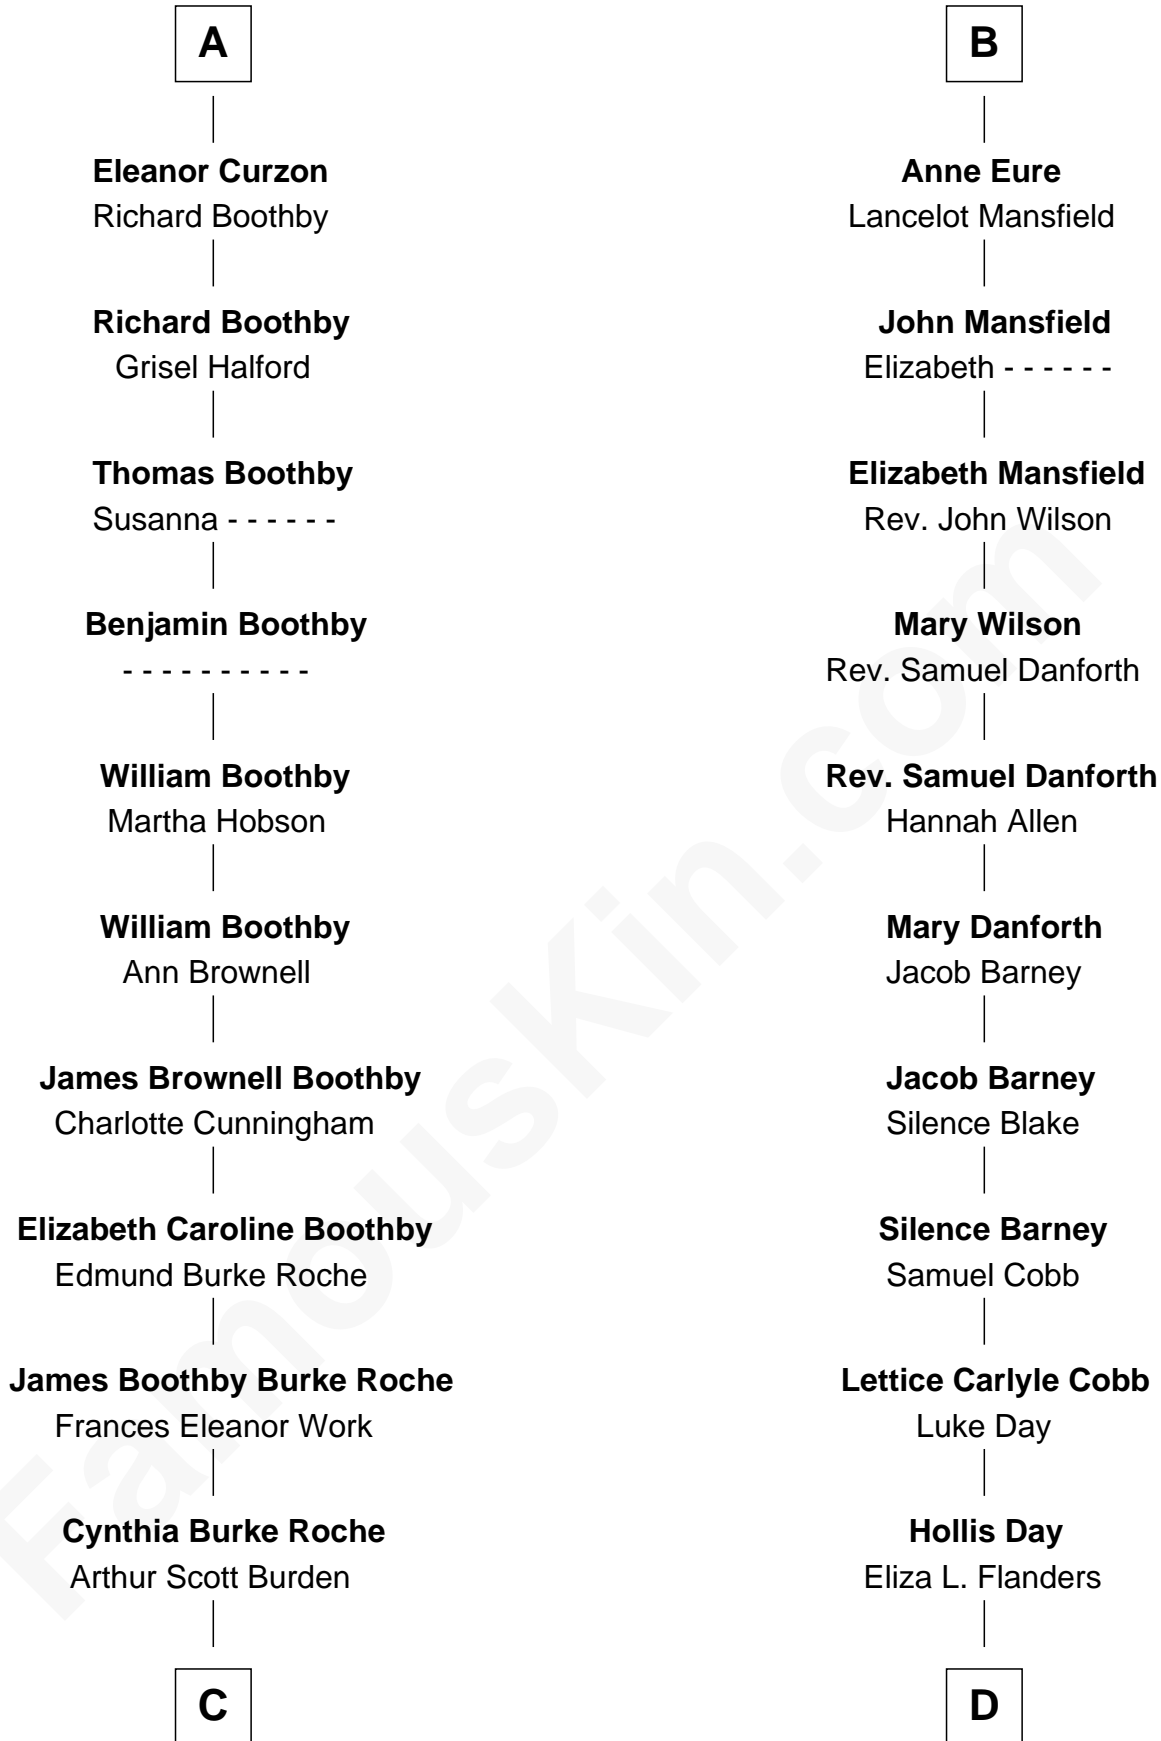 A
Eleanor Curzon
Richard Boothby
Richard Boothby
Grisel Halford
Thomas Boothby
Susanna - - - - - -
Benjamin Boothby
- - - - - - - - - -
William Boothby
Martha Hobson
William Boothby
Ann Brownell
James Brownell Boothby
Charlotte Cunningham
Elizabeth Caroline Boothby
Edmund Burke Roche
James Boothby Burke Roche
Frances Eleanor Work
Cynthia Burke Roche
Arthur Scott Burden
C
B
Anne Eure
Lancelot Mansfield
John Mansfield
Elizabeth - - - - - -
Elizabeth Mansfield
Rev. John Wilson
Mary Wilson
Rev. Samuel Danforth
Rev. Samuel Danforth
Hannah Allen
Mary Danforth
Jacob Barney
Jacob Barney
Silence Blake
Silence Barney
Samuel Cobb
Lettice Carlyle Cobb
Luke Day
Hollis Day
Eliza L. Flanders
D
FamousKin.com